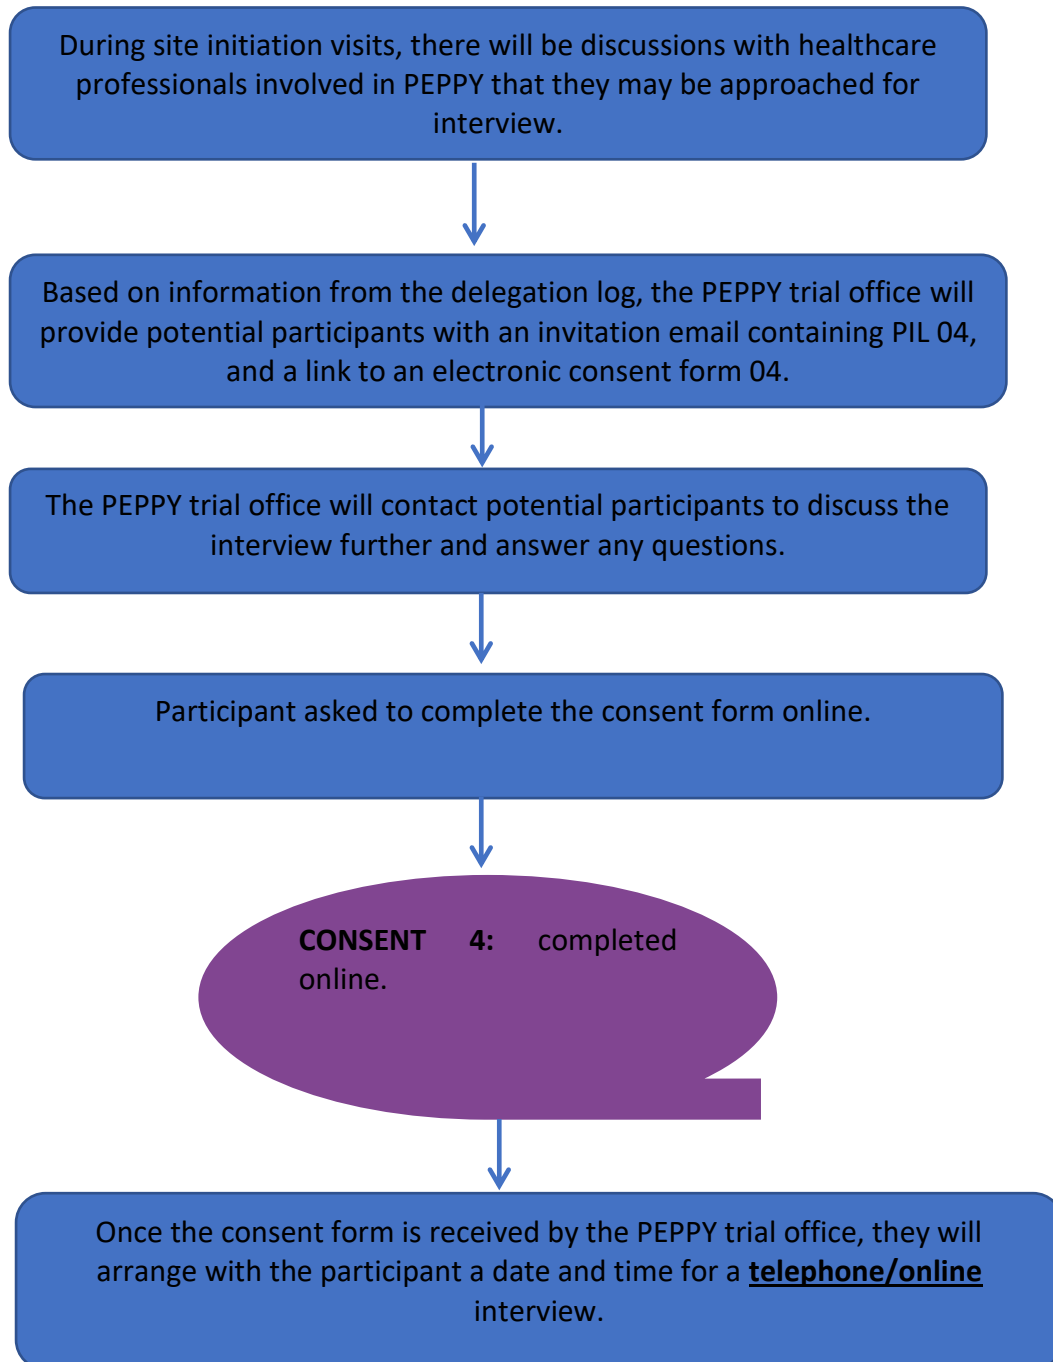 During site initiation visits, there will be discussions with healthcare
professionals involved in PEPPY that they may be approached for
interview.
Based on information from the delegation log, the PEPPY trial office will
provide potential participants with an invitation email containing PIL 04,
and a link to an electronic consent form 04.
The PEPPY trial office will contact potential participants to discuss the
interview further and answer any questions.
Participant asked to complete the consent form online.
CONSENT 4: completed
online.
Once the consent form is received by the PEPPY trial office, they will
arrange with the participant a date and time for a telephone/online
interview.